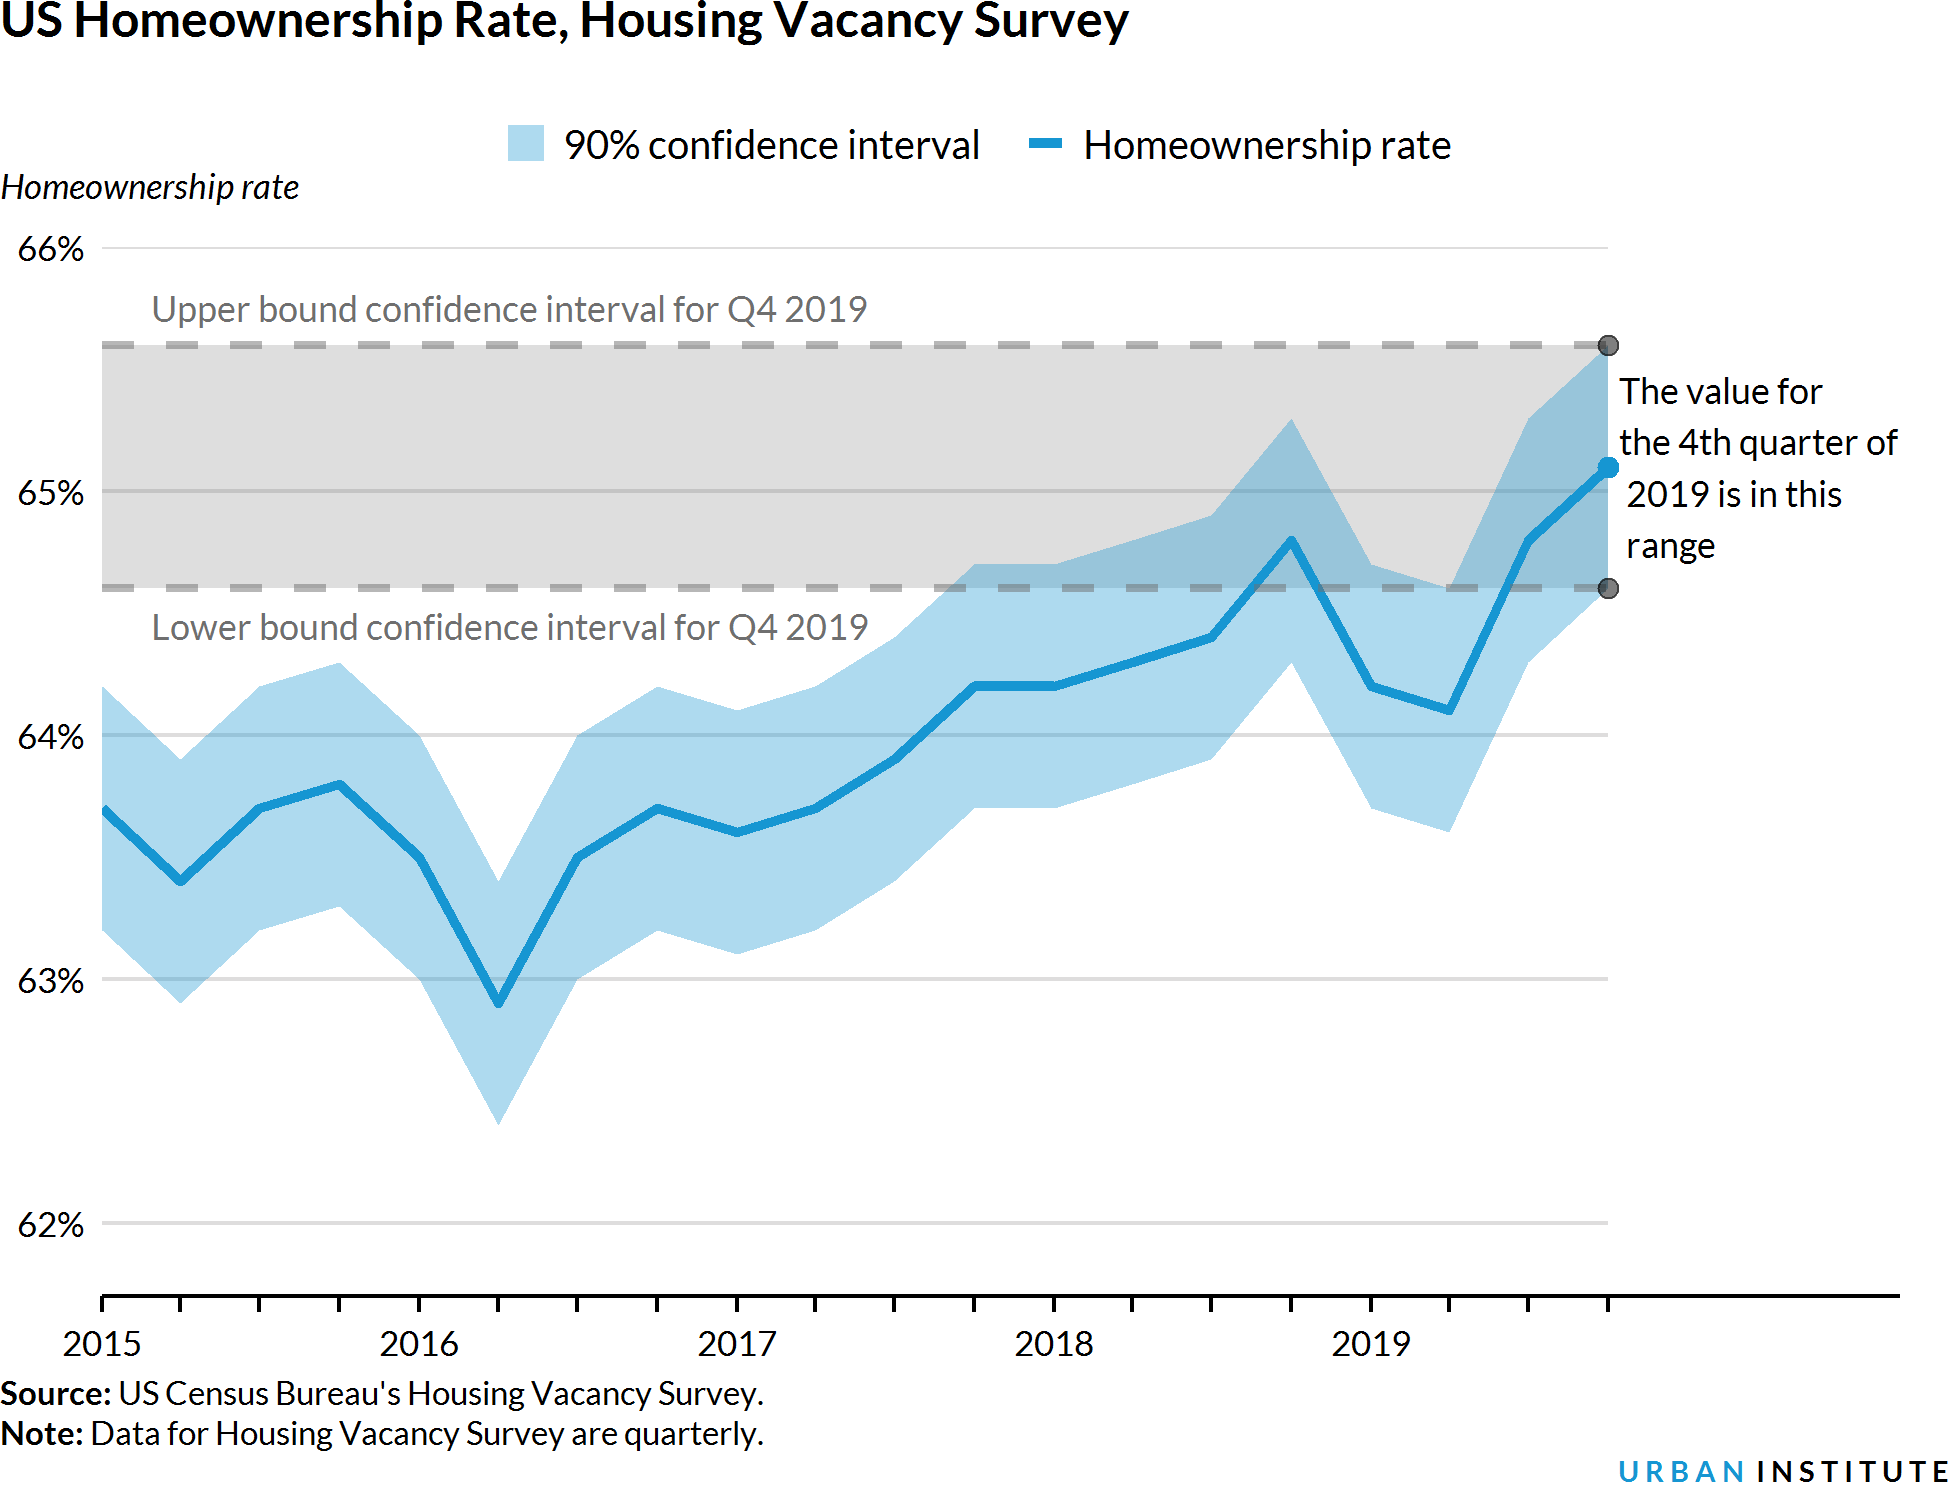 US Homeownership Rate, Housing Vacancy Survey
90% confidence interval
Homeownership rate
Homeownership rate
66%
Upper bound confidence interval for Q4 2019
The value for
the 4th quarter of
2019 is in this
range
65%
Lower bound confidence interval for Q4 2019
64%
63%
62%
2015 2016 2017 2018 2019
Source: US Census Bureau's Housing Vacancy Survey.
Note: Data for Housing Vacancy Survey are quarterly.
URBAN INSTITUTE